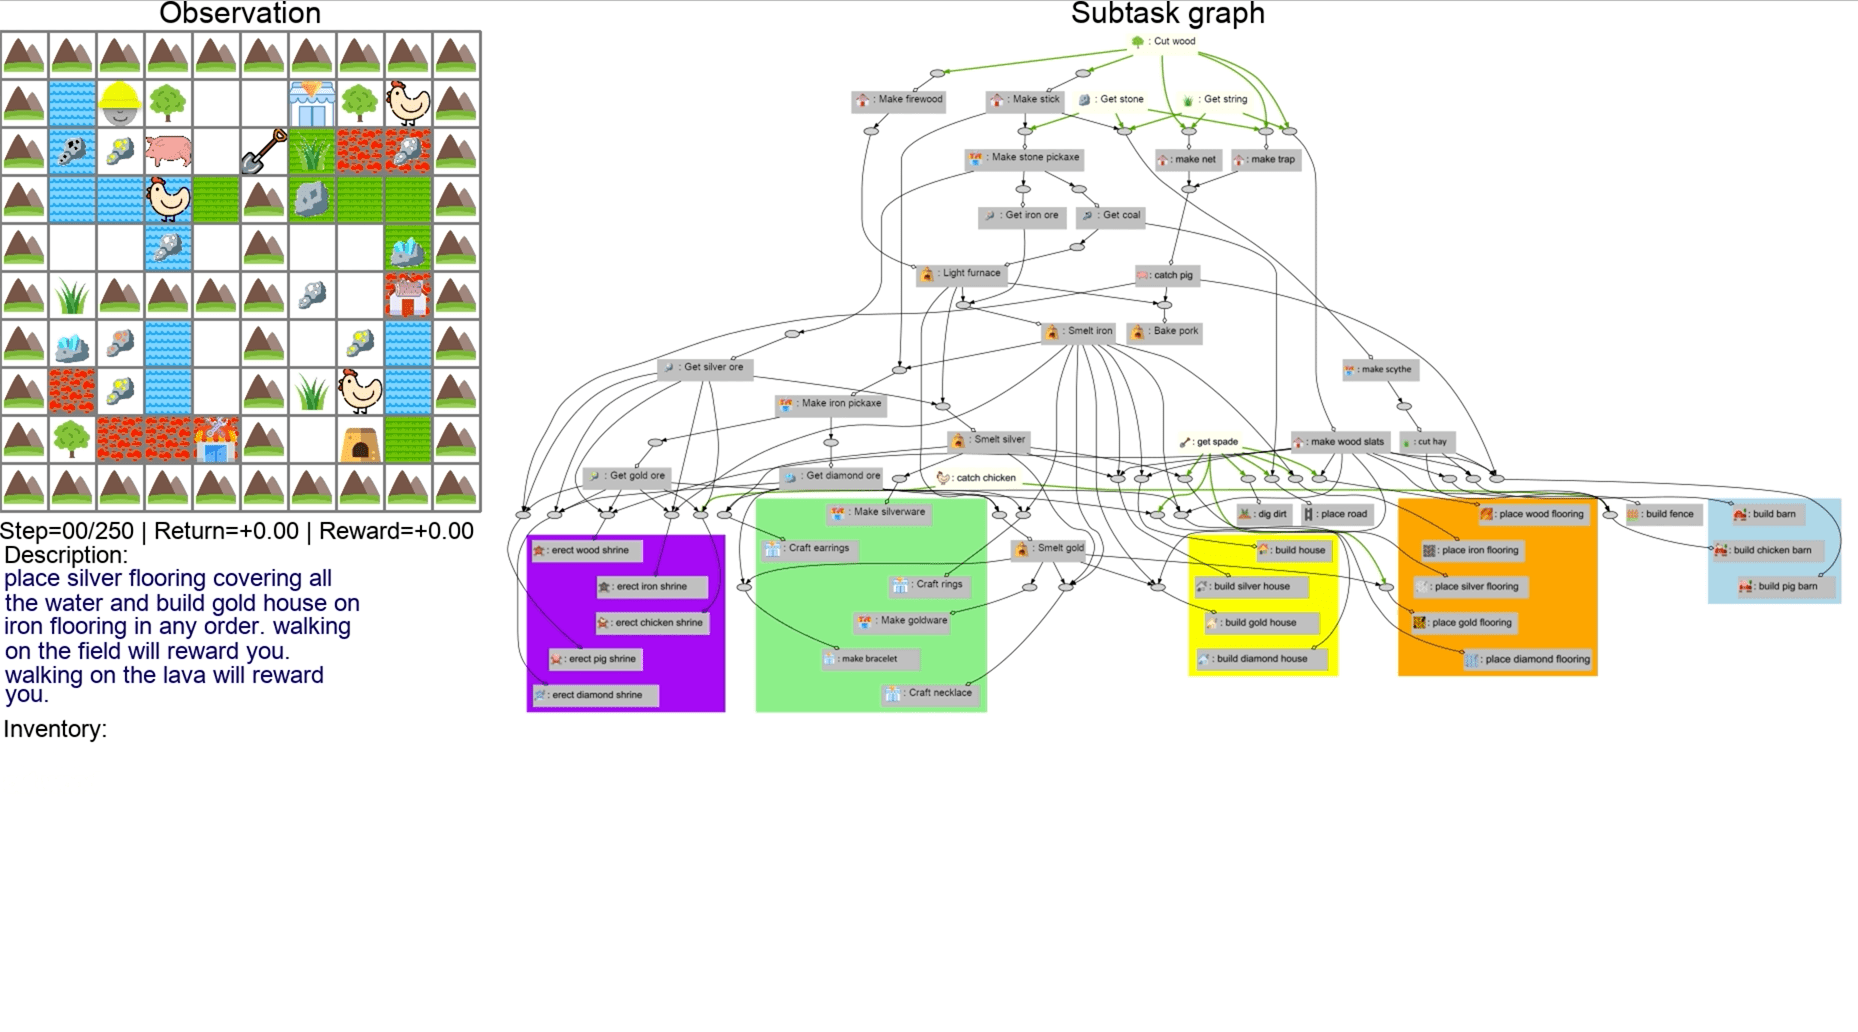 Observation
Subtask graph
: Cut wood
: Make firewood
: Make stick
: Get stone
: Get string
: Make stone pickaxe
: make net
: make trap
: Get iron ore
: Get coal
: Light furnace
: catch pig
: Smelt iron
: Bake pork
: Get silver ore
: make scythe
: Make iron pickaxe
: Smelt silver
: get spade
: make wood slats
: cut hay
: Get gold ore
: Get diamond ore
: catch chicken
: Make silverware
: dig dirt
: place road
: place wood flooring
: build fence
: build barn
: erect wood shrine
: Craft earrings
: Smelt gold
: build house
: place iron flooring
: build chicken barn
: erect iron shrine
: Craft rings
: build silver house
: place silver flooring
: build pig barn
: erect chicken shrine
: Make goldware
: build gold house
: place gold flooring
: erect pig shrine
: make bracelet
: build diamond house
: place diamond flooring
: erect diamond shrine
: Craft necklace
Step=00/250 | Return=+0.00 | Reward=+0.00
Description:
place silver flooring covering all
the water and build gold house on
iron flooring in any order. walking
on the field will reward you.
walking on the lava will reward
you.
Inventory: